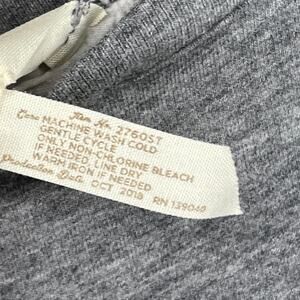 Item No. 2760ST
Care MACHINE WASH COLD
GENTLE CYCLE
ONLY NON-CHLORINE BLEACH
IF NEEDED, LINE DRY
WARM IRON IF NEEDED
Production Date OCT 2018 RN 139060